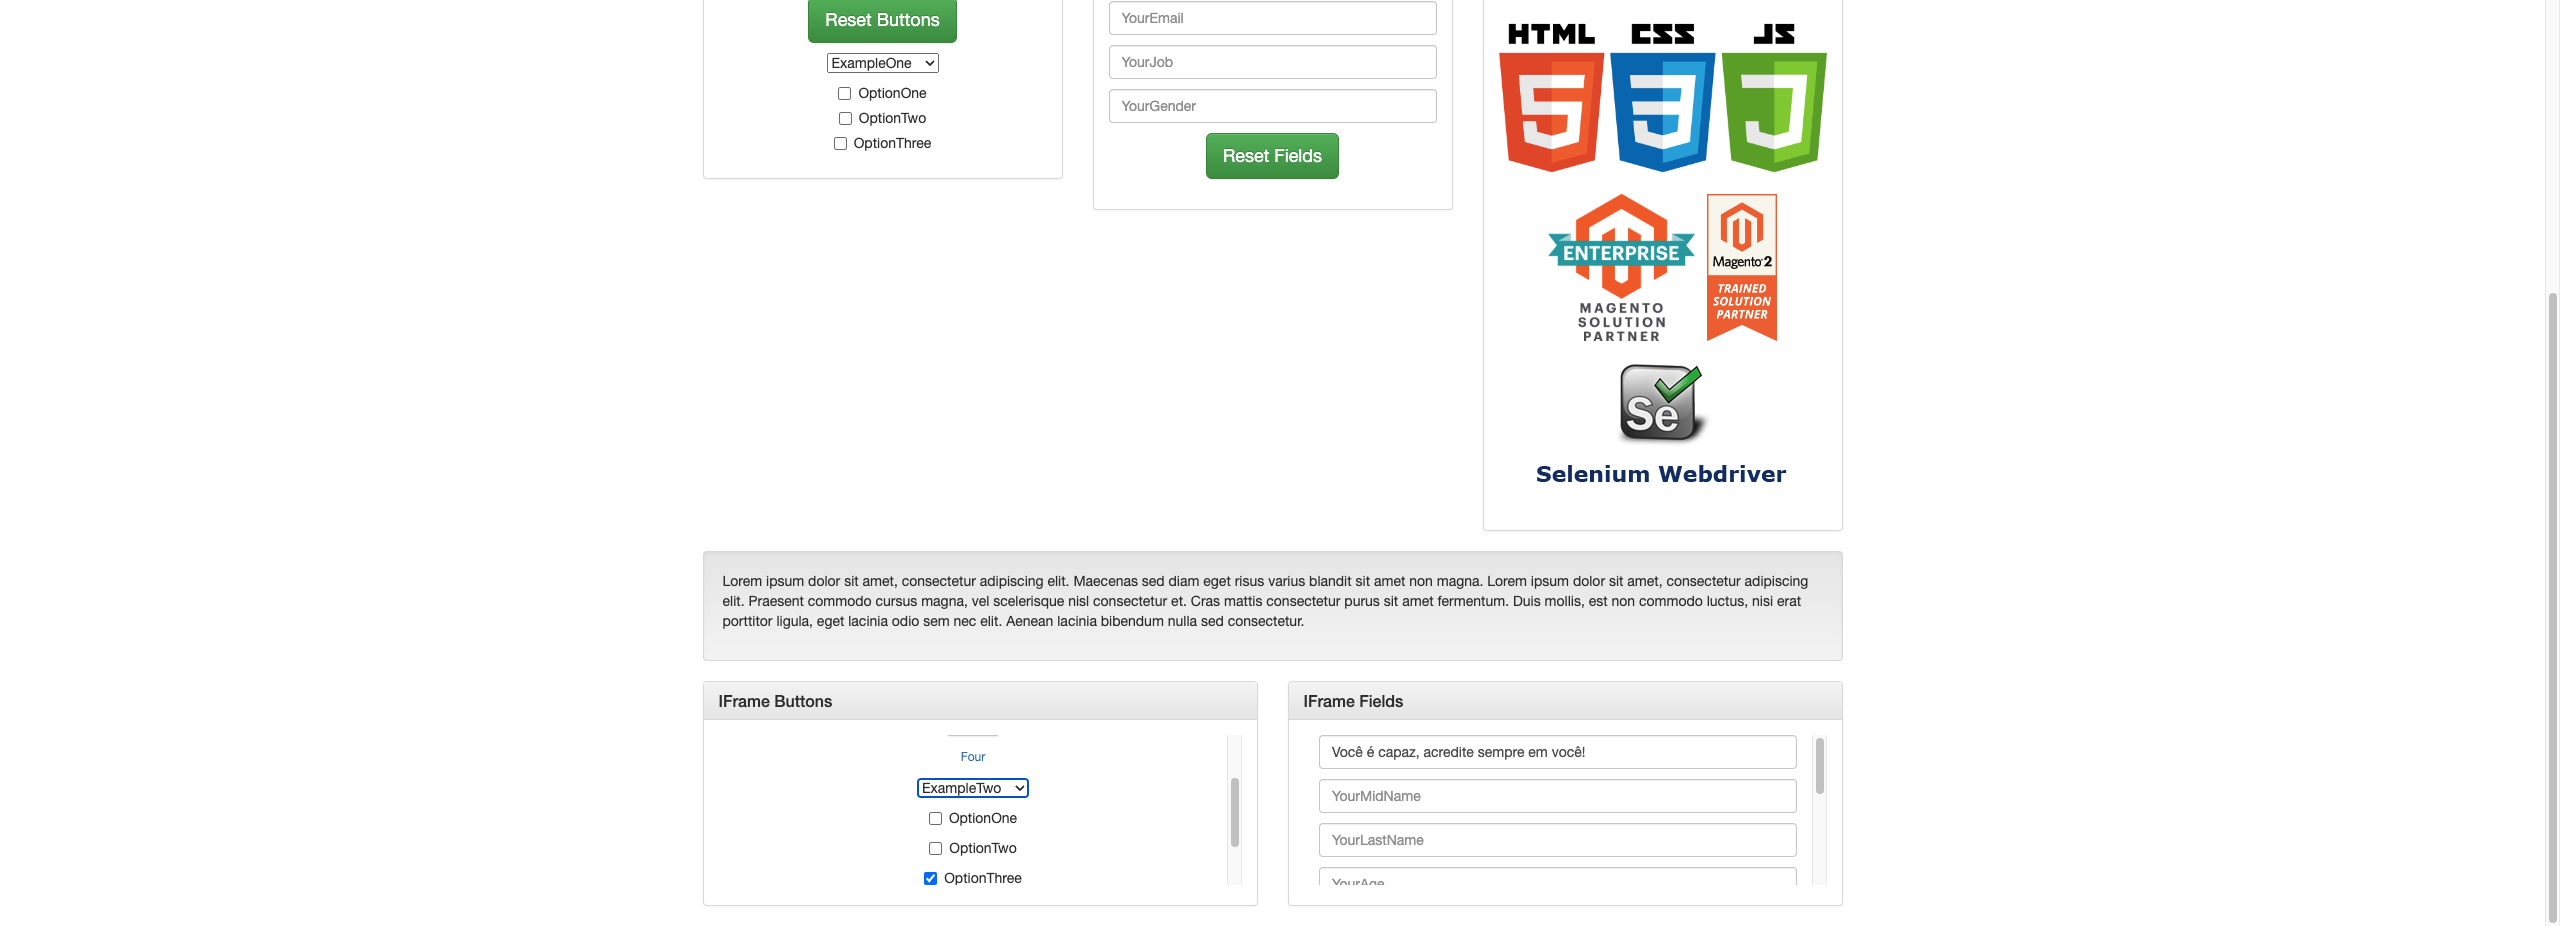 Reset Buttons
ExampleOne
OptionOne
OptionTwo
OptionThree
YourEmail
YourJob
YourGender
Reset Fields
HTML CSS JS
ENTERPRISE
MAGENTO
SOLUTION
PARTNER
Magento 2
TRAINED
SOLUTION
PARTNER
Se
Selenium Webdriver
Lorem ipsum dolor sit amet, consectetur adipiscing elit. Maecenas sed diam eget risus varius blandit sit amet non magna. Lorem ipsum dolor sit amet, consectetur adipiscing
elit. Praesent commodo cursus magna, vel scelerisque nisl consectetur et. Cras mattis consectetur purus sit amet fermentum. Duis mollis, est non commodo luctus, nisi erat
porttitor ligula, eget lacinia odio sem nec elit. Aenean lacinia bibendum nulla sed consectetur.
IFrame Buttons
Four
ExampleTwo
OptionOne
OptionTwo
OptionThree
IFrame Fields
Você é capaz, acredite sempre em você!
YourMidName
YourLastName
YourAge